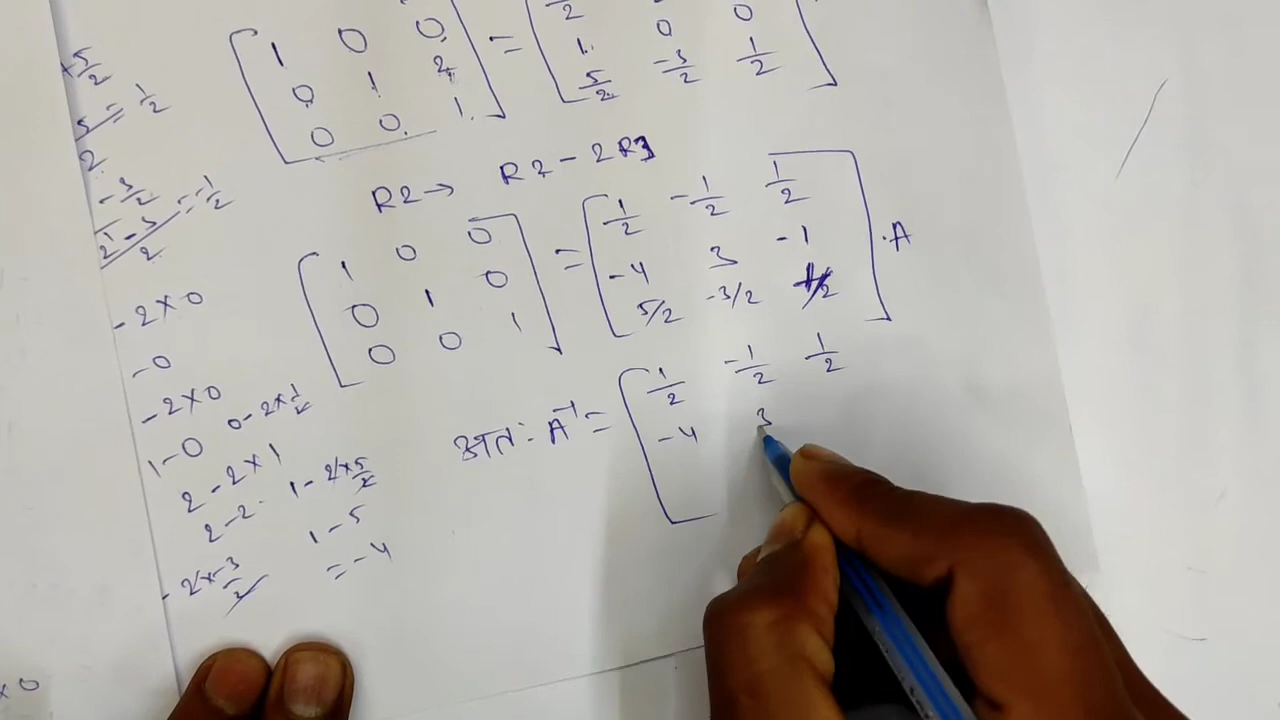 1 0 0 = 1/2 0
0 1 2 1 0 0
0 0 1 5/2 -3/2 1/2
R2 → R2 - 2R3
1 0 0 = 1/2 -1/2 1/2
0 1 0 -4 3 -1 .A
0 0 1 5/2 -3/2 1/2
अतः A⁻¹ = 1/2 -1/2 1/2
-4 3
+5/2
5/2 = 1/2
-3/2
-3/2 = -1/2
-2×0
-0
-2×0
1-0 0-2×1/2
2-2×1
2-2 1-2×5/2
1-5
-2×-3/2 = -4
×0